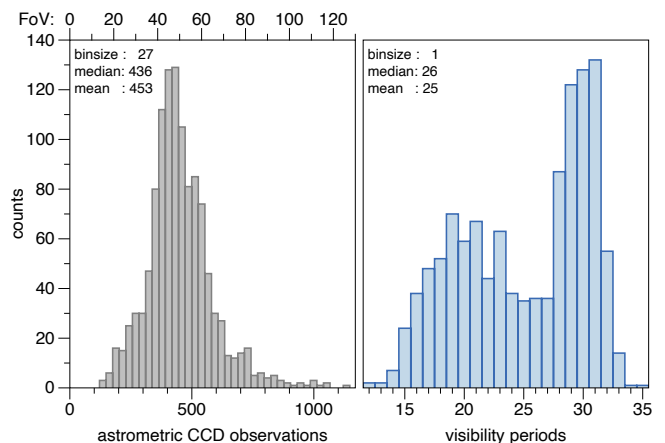 FoV: 0 20 40 60 80 100 120
140
120
100
80
60
40
20
0
counts
binsize : 27
median: 436
mean : 453
0 500 1000
astrometric CCD observations
binsize : 1
median: 26
mean : 25
15 20 25 30 35
visibility periods